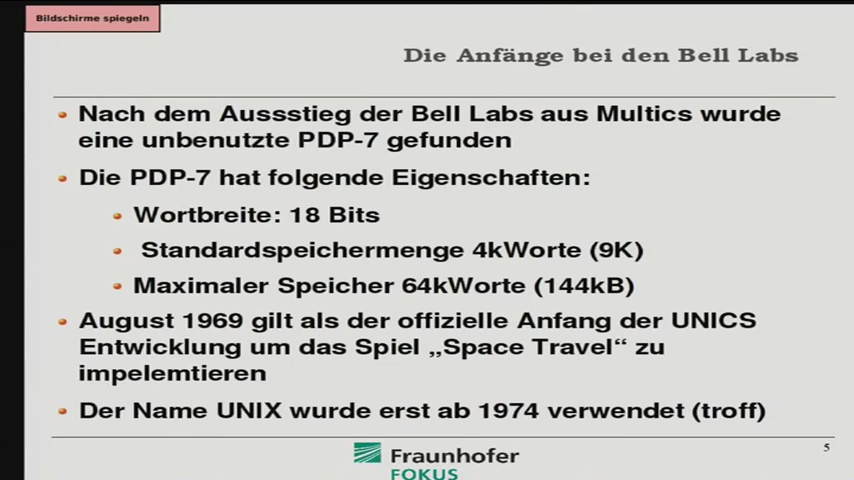 Bildschirme spiegeln
Die Anfänge bei den Bell Labs
Nach dem Aussstieg der Bell Labs aus Multics wurde
eine unbenutzte PDP-7 gefunden
Die PDP-7 hat folgende Eigenschaften:
Wortbreite: 18 Bits
Standardspeichermenge 4kWorte (9K)
Maximaler Speicher 64kWorte (144kB)
August 1969 gilt als der offizielle Anfang der UNICS
Entwicklung um das Spiel „Space Travel“ zu
impelemtieren
Der Name UNIX wurde erst ab 1974 verwendet (troff)
5
Fraunhofer
FOKUS